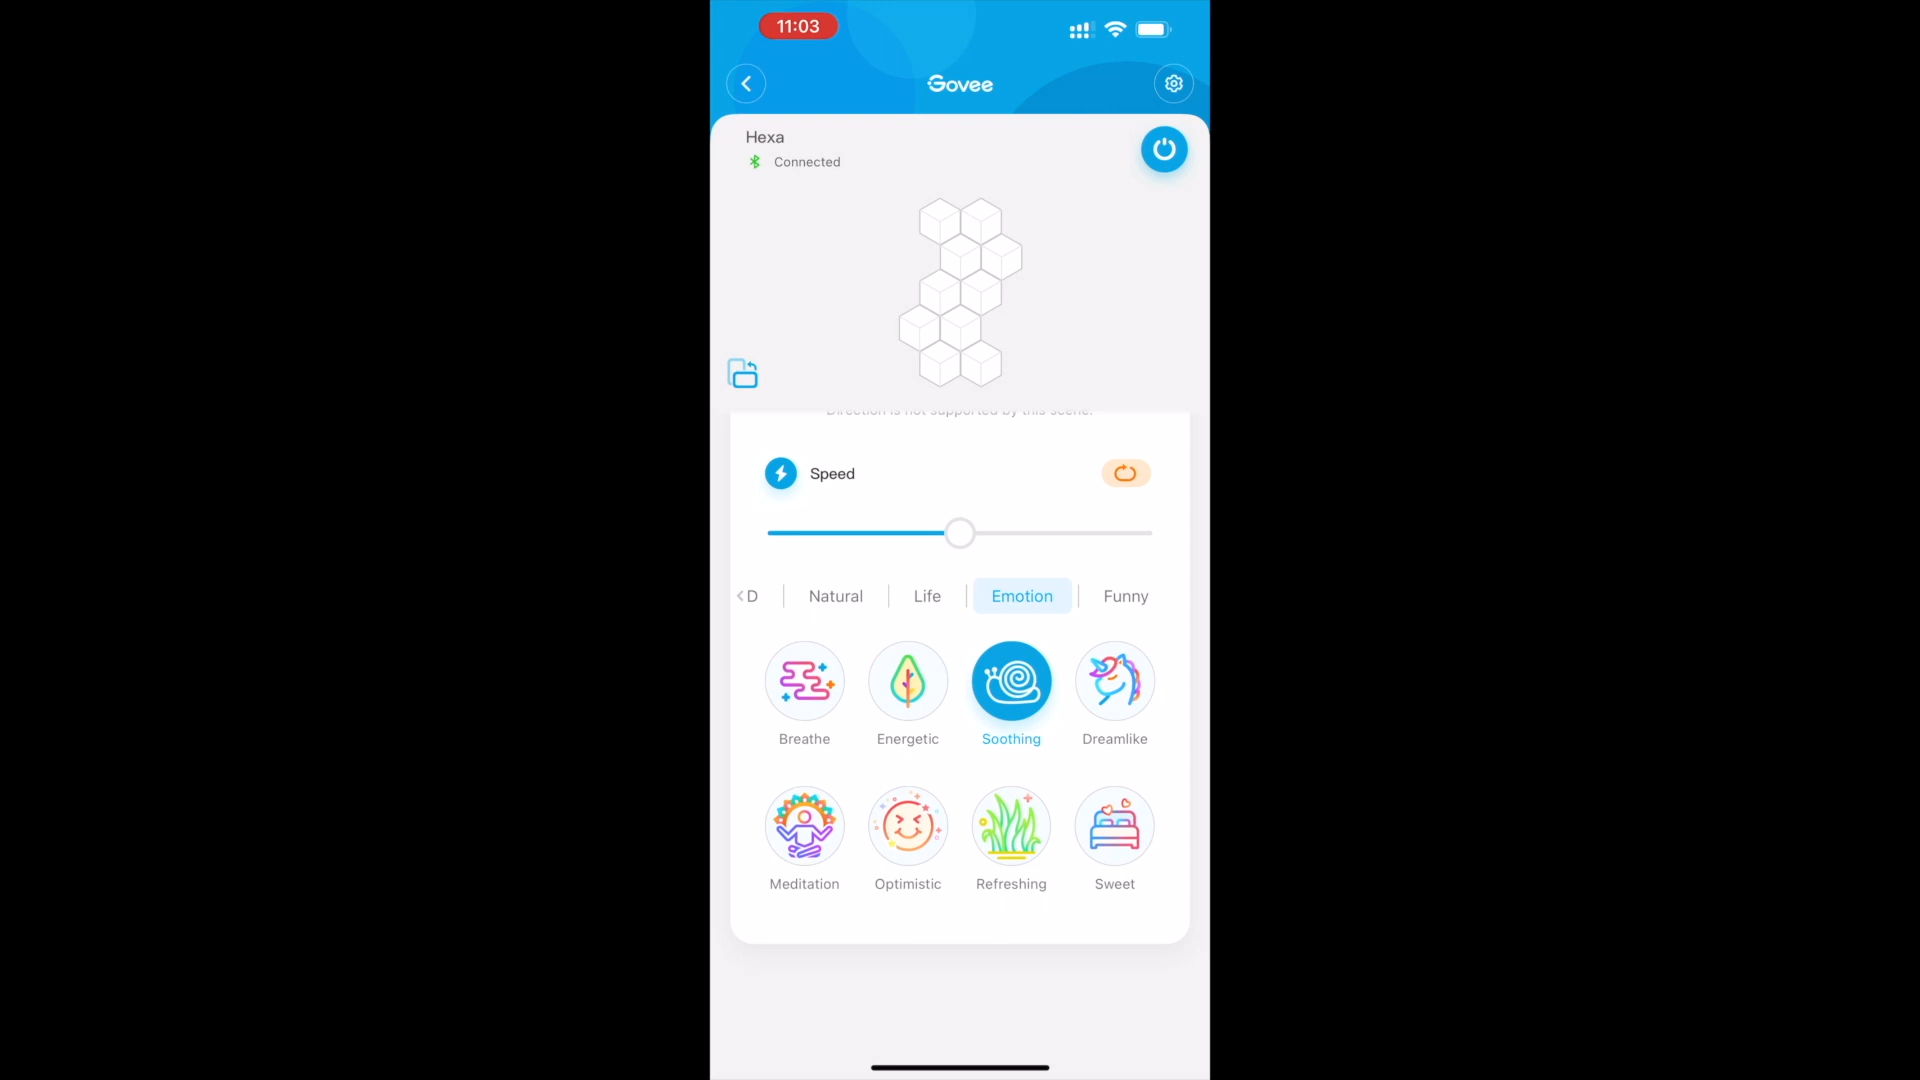 11:03
Govee
Hexa
Connected
Direction is not supported by this scene.
Speed
D Natural Life Emotion Funny
Breathe Energetic Soothing Dreamlike
Meditation Optimistic Refreshing Sweet